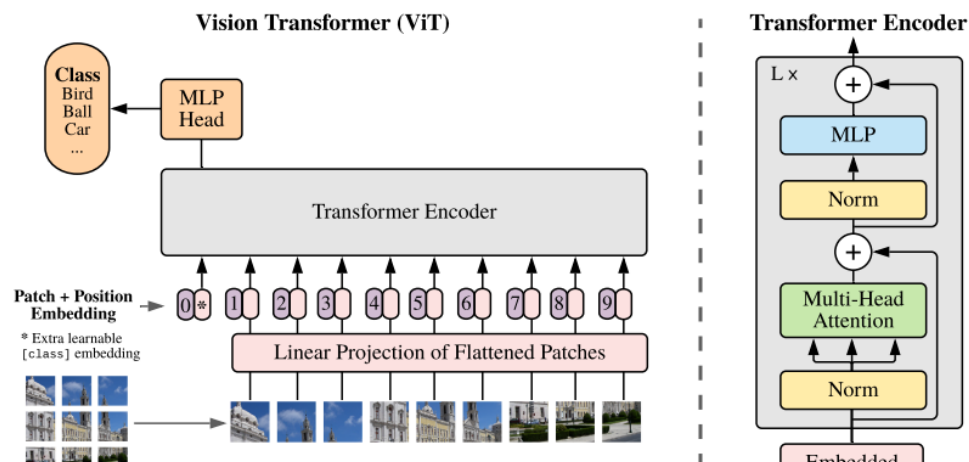 Vision Transformer (ViT)
Transformer Encoder
Class
Bird
Ball
Car
...
MLP
Head
Transformer Encoder
Patch + Position
Embedding
0 * 1 2 3 4 5 6 7 8 9
* Extra learnable
[class] embedding
Linear Projection of Flattened Patches
L ×
+
MLP
Norm
+
Multi-Head
Attention
Norm
Embedded